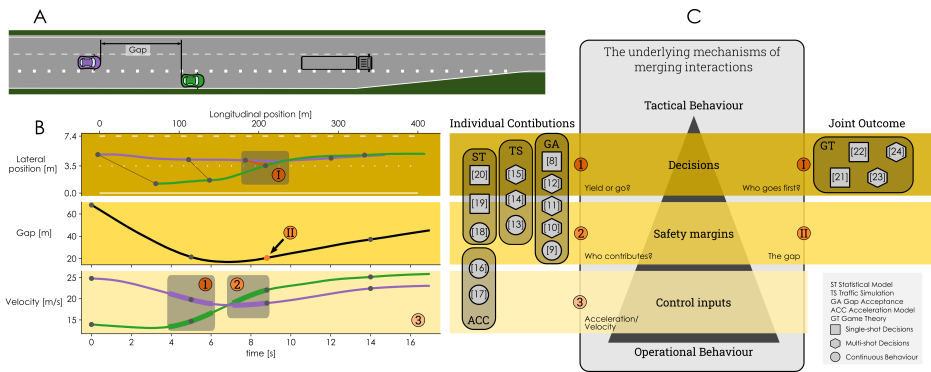 A
Gap
B
Longitudinal position [m]
0
100
200
300
400
7.4
Lateral
position [m]
3.5
0.0
I
60
Gap [m]
40
20
II
25
Velocity [m/s]
20
15
1
2
3
0
2
4
6
8
10
12
14
16
time [s]
C
The underlying mechanisms of
merging interactions
Tactical Behaviour
Individual Contibutions
Joint Outcome
ST
TS
GA
[20]
[19]
[18]
[15]
[14]
[13]
[8]
[12]
[11]
[10]
[9]
[16]
[17]
ACC
1
Decisions
I
Yield or go?
Who goes first?
GT
[22]
[24]
[21]
[23]
2
Safety margins
II
Who contributes?
The gap
3
Control inputs
Acceleration/
Velocity
Operational Behaviour
ST Statistical Model
TS Traffic Simulation
GA Gap Acceptance
ACC Acceleration Model
GT Game Theory
Single-shot Decisions
Multi-shot Decisions
Continuous Behaviour